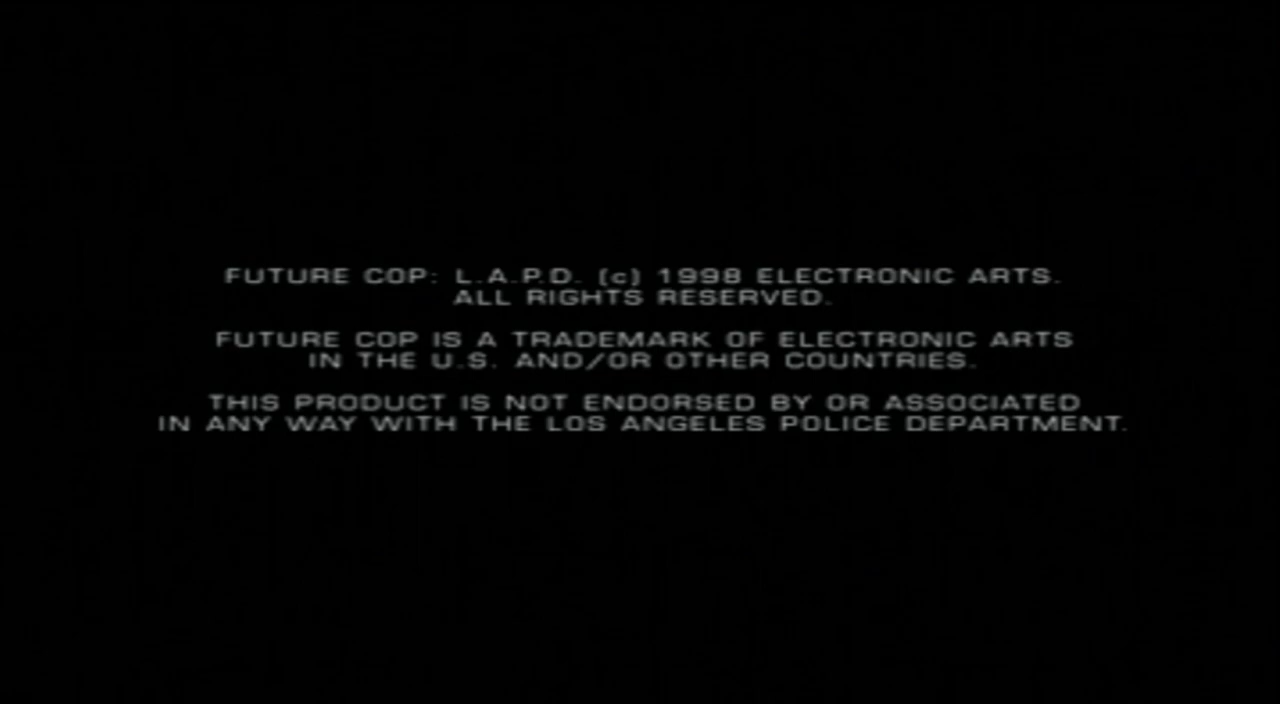 FUTURE COP: L.A.P.D. (c) 1998 ELECTRONIC ARTS.
ALL RIGHTS RESERVED.
FUTURE COP IS A TRADEMARK OF ELECTRONIC ARTS
IN THE U.S. AND/OR OTHER COUNTRIES.
THIS PRODUCT IS NOT ENDORSED BY OR ASSOCIATED
IN ANY WAY WITH THE LOS ANGELES POLICE DEPARTMENT.